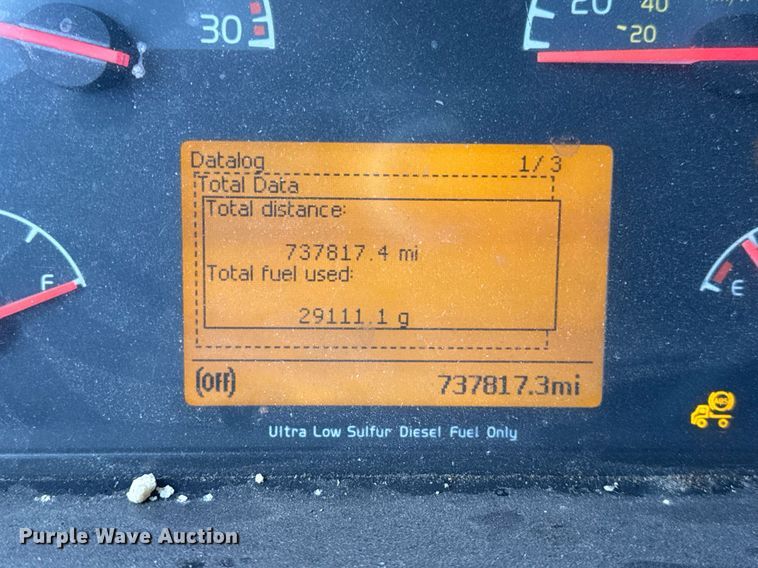 30
20
40
20
Datalog 1/3
Total Data
Total distance:
737817.4 mi
Total fuel used:
29111.1 g
(Off) 737817.3mi
F
E
ABS
Ultra Low Sulfur Diesel Fuel Only
Purple Wave Auction